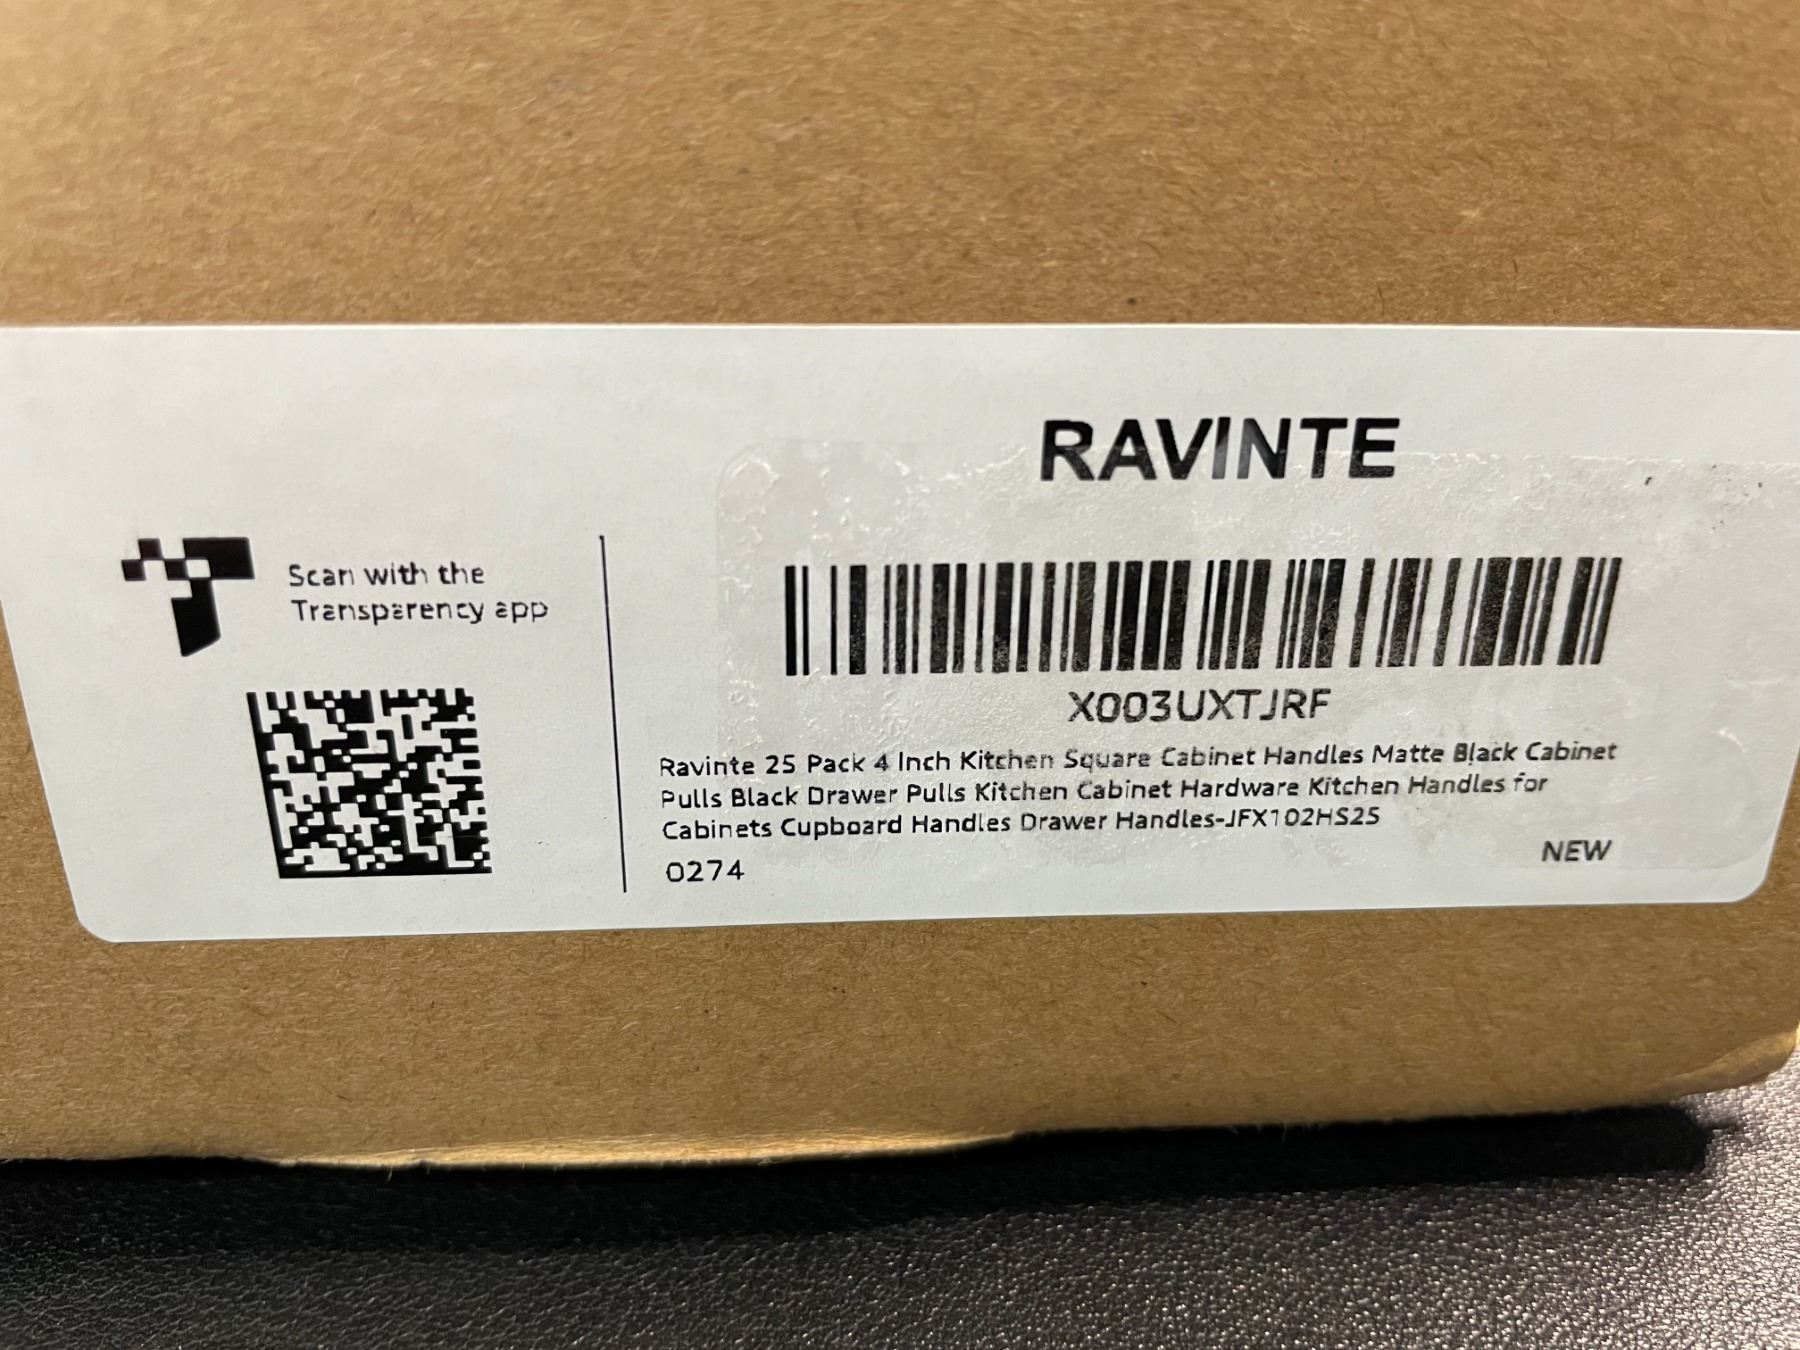 RAVINTE
Scan with the
Transparency app
X003UXTJRF
Ravinte 25 Pack 4 Inch Kitchen Square Cabinet Handles Matte Black Cabinet
Pulls Black Drawer Pulls Kitchen Cabinet Hardware Kitchen Handles for
Cabinets Cupboard Handles Drawer Handles-JFX102HS25
NEW
0274